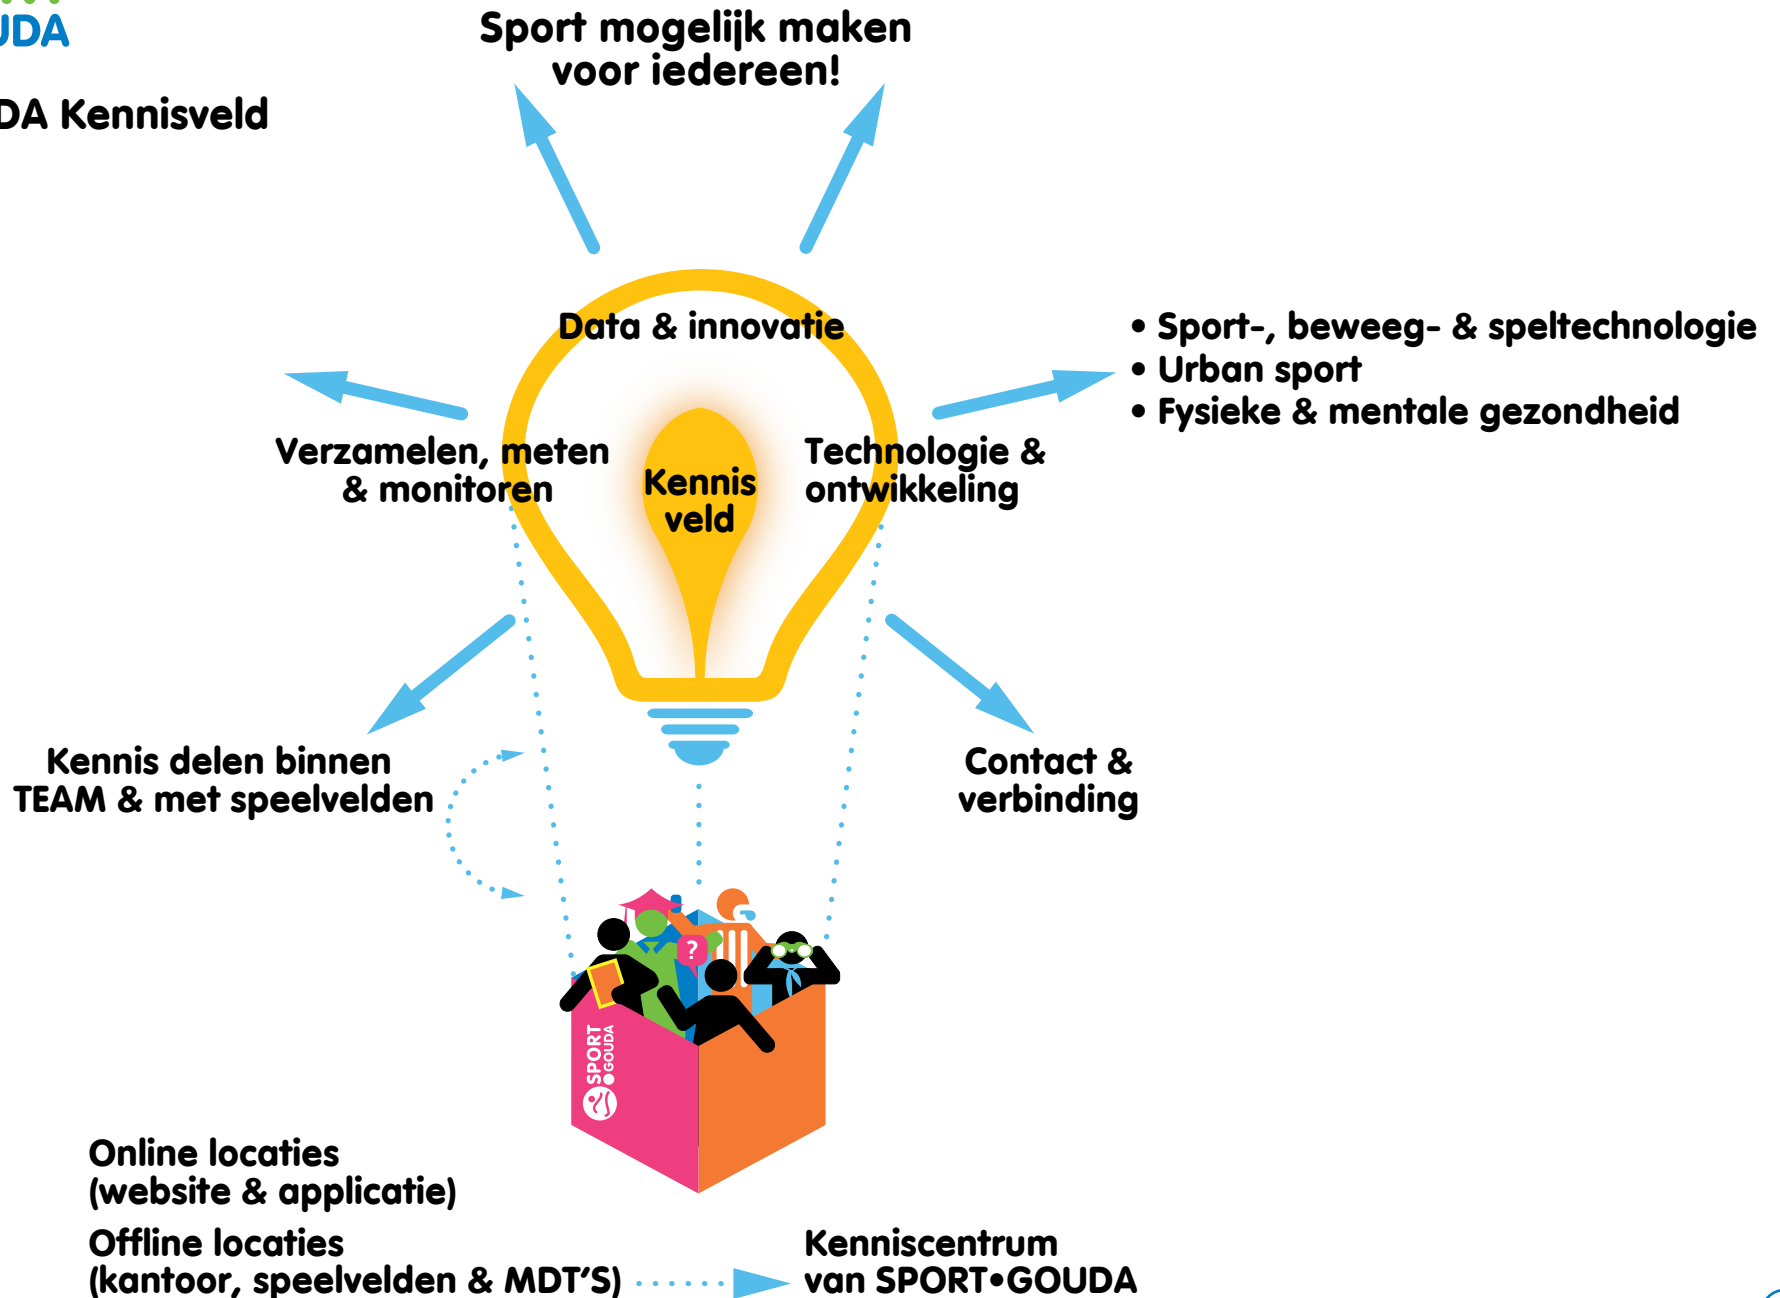 UDA
Sport mogelijk maken
voor iedereen!
DA Kennisveld
Data & innovatie
• Sport-, beweeg- & speltechnologie
• Urban sport
• Fysieke & mentale gezondheid
Verzamelen, meten
& monitoren
Kennis
veld
Technologie &
ontwikkeling
Kennis delen binnen
TEAM & met speelvelden
Contact &
verbinding
?
SPORT
GOUDA
Online locaties
(website & applicatie)
Offline locaties
(kantoor, speelvelden & MDT'S)
Kenniscentrum
van SPORT•GOUDA